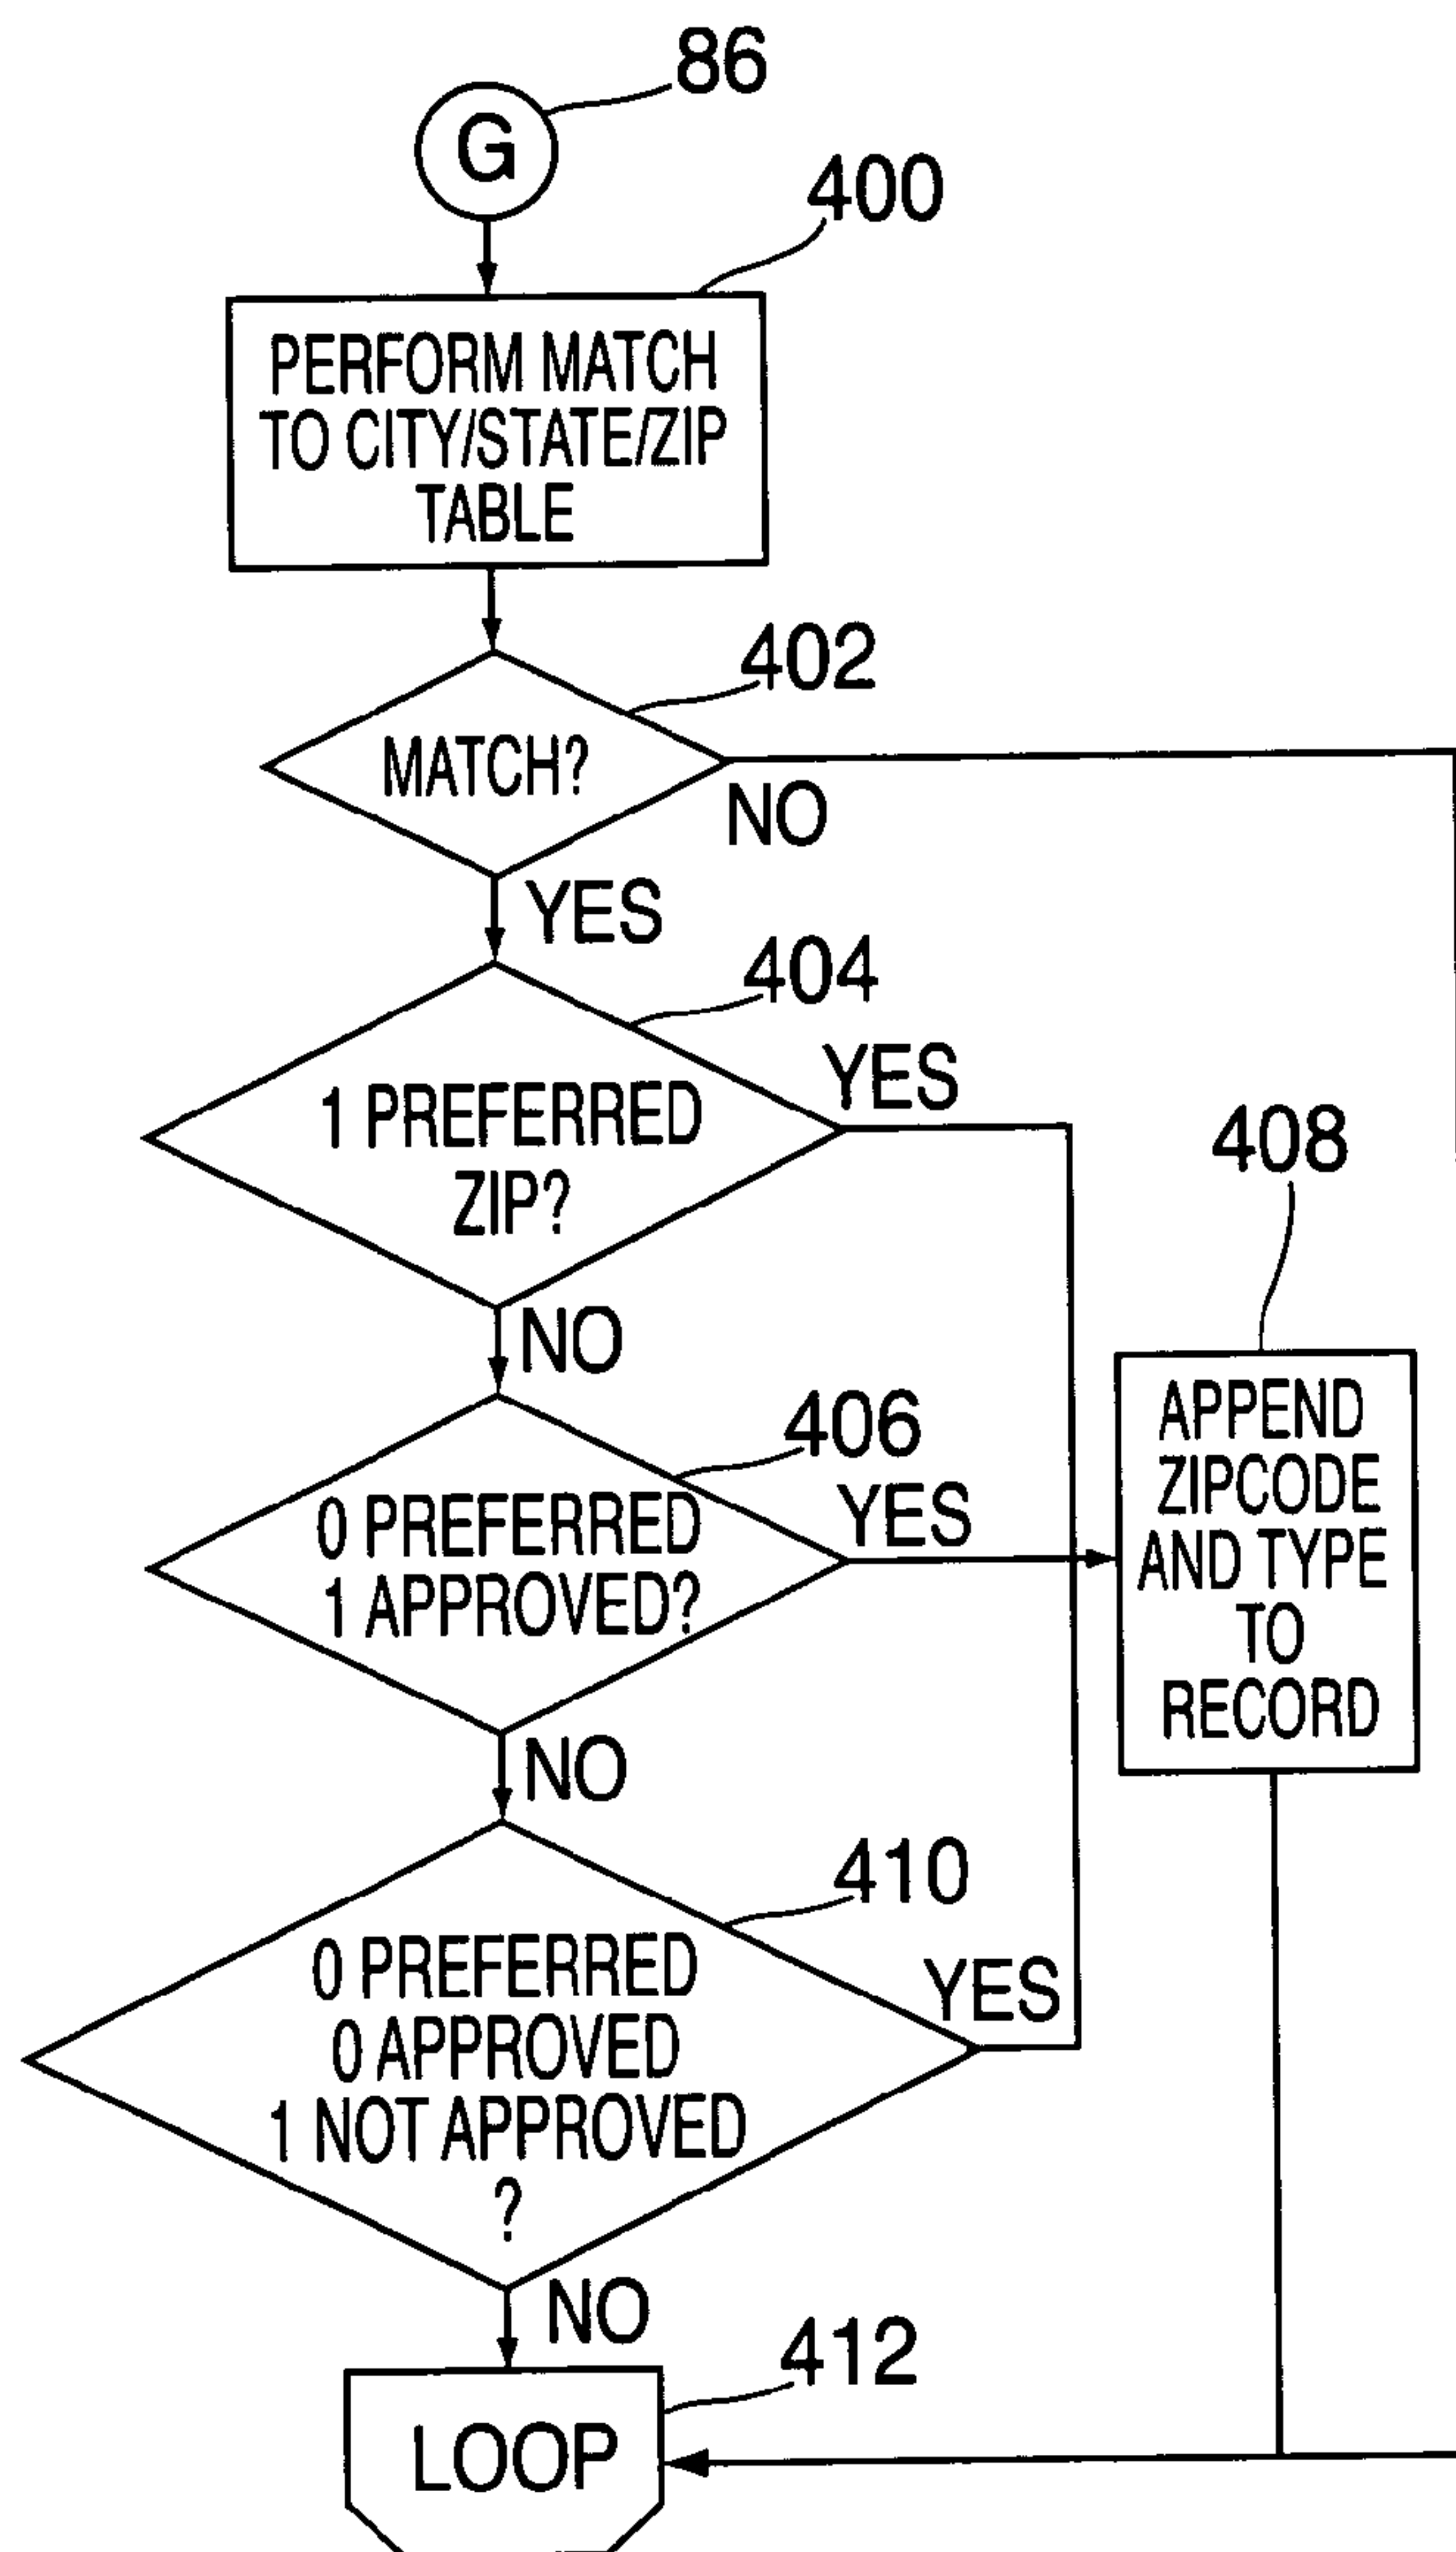 86
G
400
PERFORM MATCH
TO CITY/STATE/ZIP
TABLE
402
MATCH?
NO
YES
404
1 PREFERRED
ZIP?
YES
408
NO
406
0 PREFERRED
1 APPROVED?
YES
APPEND
ZIPCODE
AND TYPE
TO
RECORD
NO
410
0 PREFERRED
0 APPROVED
1 NOT APPROVED
?
YES
NO
412
LOOP